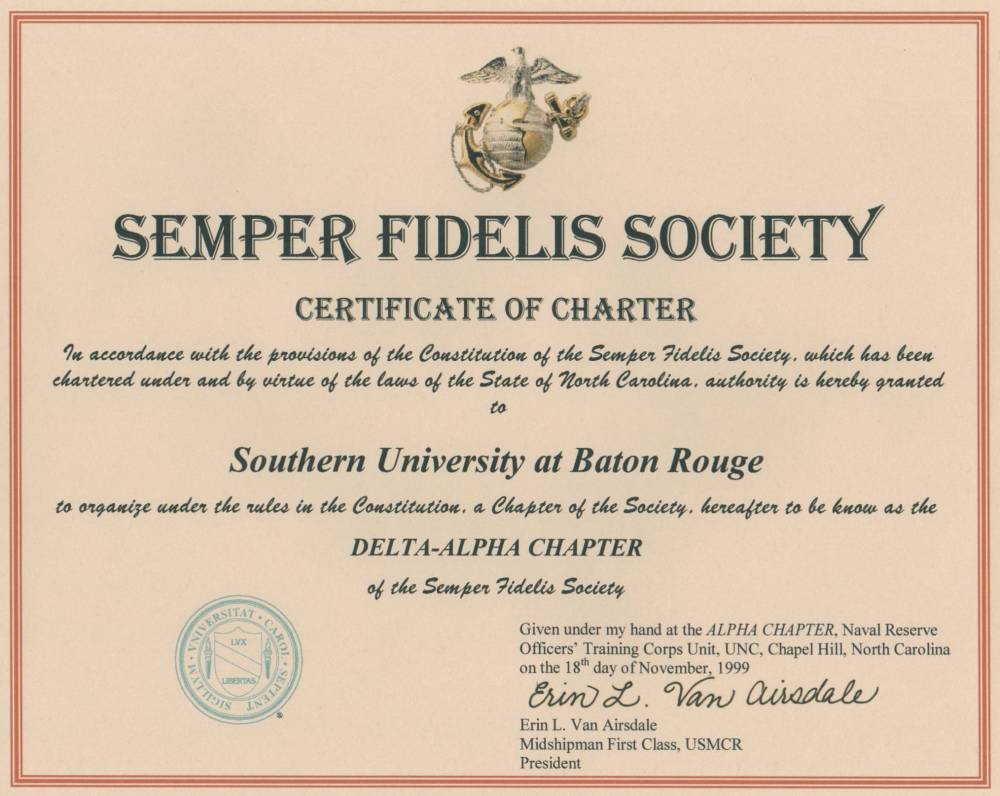 SEMPER FIDELIS SOCIETY
CERTIFICATE OF CHARTER
In accordance with the provisions of the Constitution of the Semper Fidelis Society, which has been
chartered under and by virtue of the laws of the State of North Carolina, authority is hereby granted
to
Southern University at Baton Rouge
to organize under the rules in the Constitution, a Chapter of the Society, hereafter to be know as the
DELTA-ALPHA CHAPTER
of the Semper Fidelis Society
SIGILLVM · VNIVERSITAT · CAROL · SEPTENT
LVX
LIBERTAS
®
Given under my hand at the ALPHA CHAPTER, Naval Reserve
Officers' Training Corps Unit, UNC, Chapel Hill, North Carolina
on the 18th day of November, 1999
Erin L. Van Airsdale
Erin L. Van Airsdale
Midshipman First Class, USMCR
President